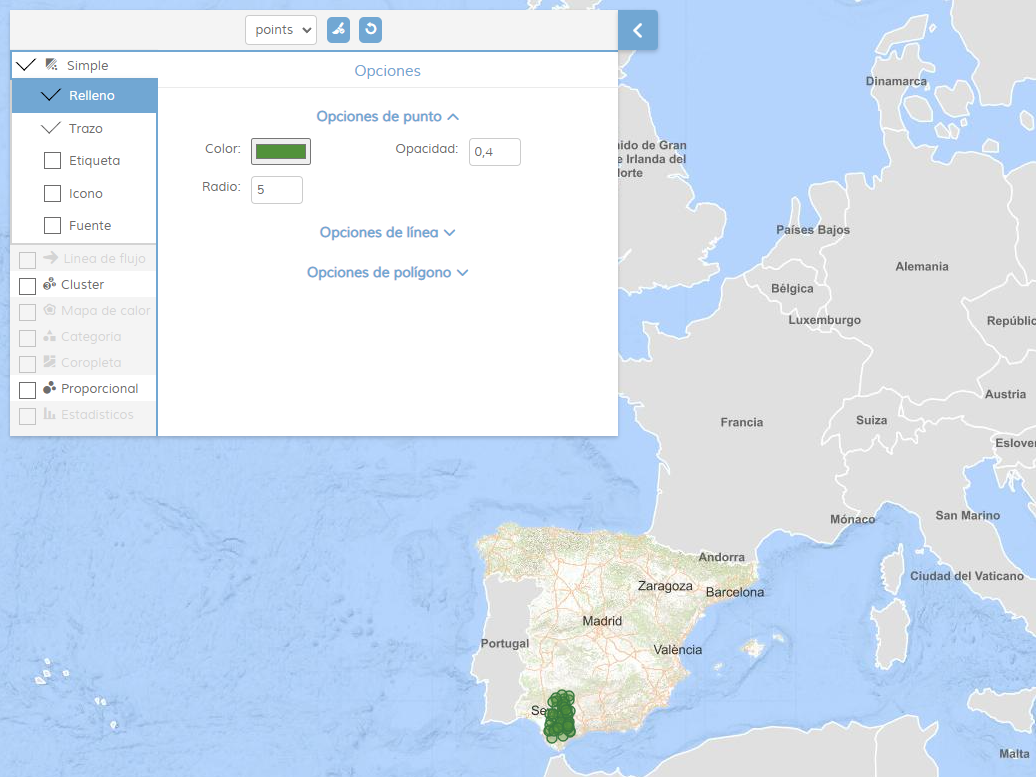 points
Simple
Relleno
Trazo
Etiqueta
Icono
Fuente
Línea de flujo
Cluster
Mapa de calor
Categoría
Coropleta
Proporcional
Estadísticos
Opciones
Opciones de punto
Color:
Opacidad: 0,4
Radio: 5
Opciones de línea
Opciones de polígono
Dinamarca
ido de Gran
e Irlanda del
lorte
Países Bajos
Alemania
Bélgica
Luxemburgo
Repúblic
Austria
Francia
Suiza
Eslover
Mónaco
San Marino
Andorra
Ciudad del Vaticano
Zaragoza
Barcelona
Madrid
Portugal
València
Se
Malta